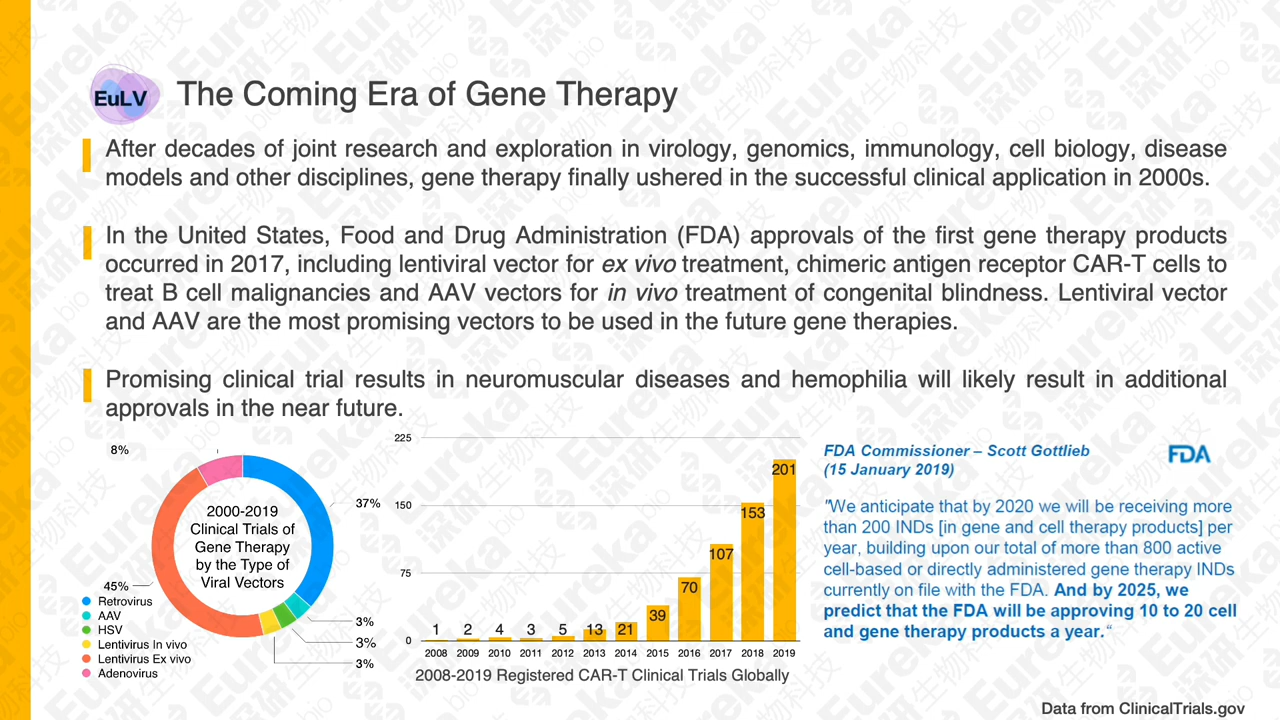 EuLV
The Coming Era of Gene Therapy
After decades of joint research and exploration in virology, genomics, immunology, cell biology, disease
models and other disciplines, gene therapy finally ushered in the successful clinical application in 2000s.
In the United States, Food and Drug Administration (FDA) approvals of the first gene therapy products
occurred in 2017, including lentiviral vector for ex vivo treatment, chimeric antigen receptor CAR-T cells to
treat B cell malignancies and AAV vectors for in vivo treatment of congenital blindness. Lentiviral vector
and AAV are the most promising vectors to be used in the future gene therapies.
Promising clinical trial results in neuromuscular diseases and hemophilia will likely result in additional
approvals in the near future.
8%
37%
45%
3%
3%
3%
2000-2019
Clinical Trials of
Gene Therapy
by the Type of
Viral Vectors
Retrovirus
AAV
HSV
Lentivirus In vivo
Lentivirus Ex vivo
Adenovirus
225
150
75
0
1 2 4 3 5 13 21 39 70 107 153 201
2008 2009 2010 2011 2012 2013 2014 2015 2016 2017 2018 2019
2008-2019 Registered CAR-T Clinical Trials Globally
FDA Commissioner – Scott Gottlieb
(15 January 2019)
FDA
"We anticipate that by 2020 we will be receiving more
than 200 INDs [in gene and cell therapy products] per
year, building upon our total of more than 800 active
cell-based or directly administered gene therapy INDs
currently on file with the FDA. And by 2025, we
predict that the FDA will be approving 10 to 20 cell
and gene therapy products a year.“
Data from ClinicalTrials.gov
Eureka bio
深研生物科技